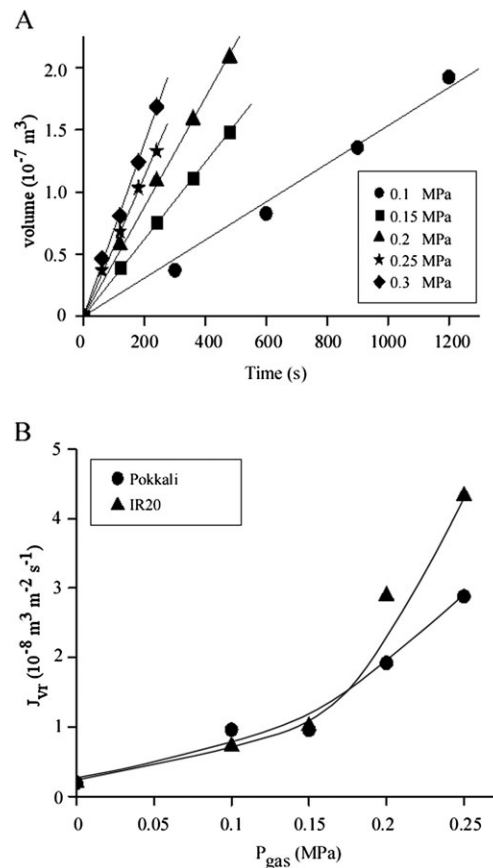 A
volume (10⁻⁷ m³)
2.0
1.5
1.0
0.5
0
0 200 400 600 800 1000 1200
Time (s)
0.1 MPa
0.15 MPa
0.2 MPa
0.25 MPa
0.3 MPa
B
Jvr (10⁻⁸ m³ m⁻² s⁻¹)
5
4
3
2
1
0
Pokkali
IR20
0 0.05 0.1 0.15 0.2 0.25
Pgas (MPa)